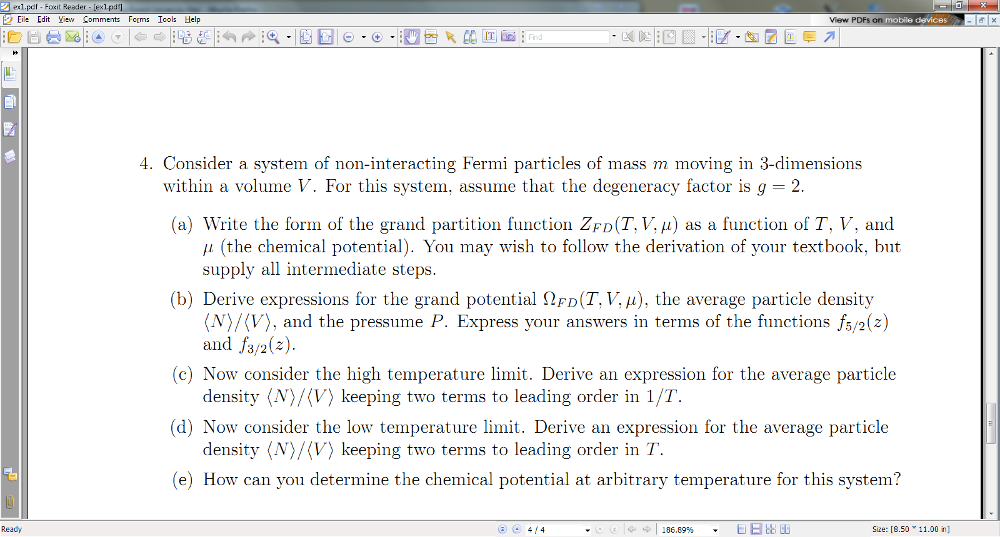 ex1.pdf - Foxit Reader - [ex1.pdf]
File Edit View Comments Forms Tools Help
View PDFs on mobile devices
Find
4. Consider a system of non-interacting Fermi particles of mass m moving in 3-dimensions
within a volume V. For this system, assume that the degeneracy factor is g = 2.
(a) Write the form of the grand partition function Z_{FD}(T, V, μ) as a function of T, V, and
μ (the chemical potential). You may wish to follow the derivation of your textbook, but
supply all intermediate steps.
(b) Derive expressions for the grand potential Ω_{FD}(T, V, μ), the average particle density
⟨N⟩/⟨V⟩, and the pressume P. Express your answers in terms of the functions f_{5/2}(z)
and f_{3/2}(z).
(c) Now consider the high temperature limit. Derive an expression for the average particle
density ⟨N⟩/⟨V⟩ keeping two terms to leading order in 1/T.
(d) Now consider the low temperature limit. Derive an expression for the average particle
density ⟨N⟩/⟨V⟩ keeping two terms to leading order in T.
(e) How can you determine the chemical potential at arbitrary temperature for this system?
Ready
4 / 4
186.89%
Size: [8.50 * 11.00 in]